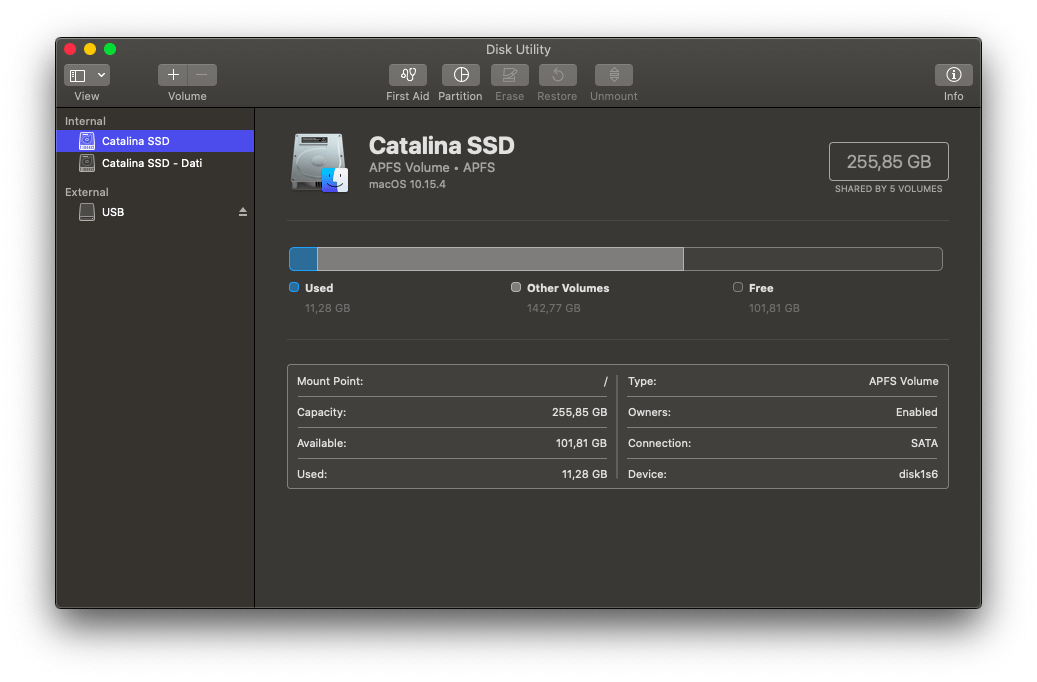 Disk Utility
View
Volume
First Aid
Partition
Erase
Restore
Unmount
Info
Internal
Catalina SSD
Catalina SSD - Dati
External
USB
Catalina SSD
APFS Volume • APFS
macOS 10.15.4
255,85 GB
SHARED BY 5 VOLUMES
Used
11,28 GB
Other Volumes
142,77 GB
Free
101,81 GB
Mount Point: /
Capacity: 255,85 GB
Available: 101,81 GB
Used: 11,28 GB
Type: APFS Volume
Owners: Enabled
Connection: SATA
Device: disk1s6